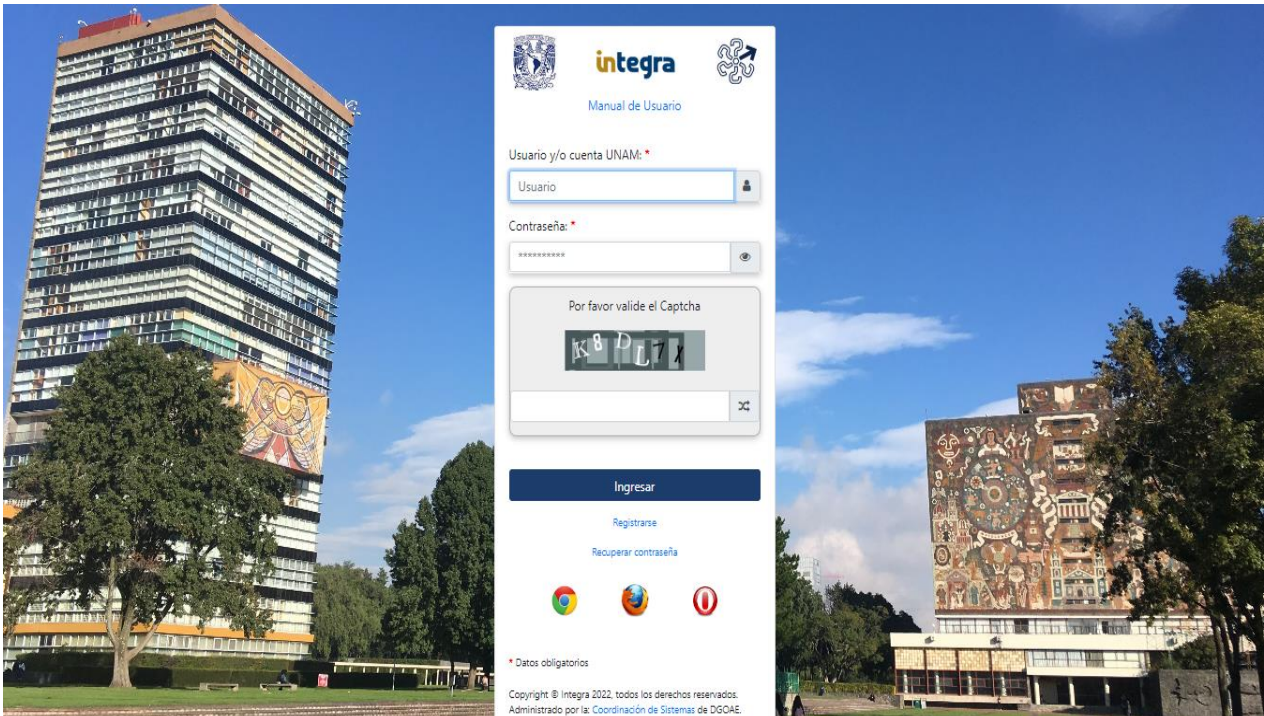 integra
Manual de Usuario
Usuario y/o cuenta UNAM: *
Usuario
Contraseña: *
**********
Por favor valide el Captcha
K8DL7X
Ingresar
Registrarse
Recuperar contraseña
* Datos obligatorios
Copyright © Integra 2022, todos los derechos reservados.
Administrado por la: Coordinación de Sistemas de DGOAE.